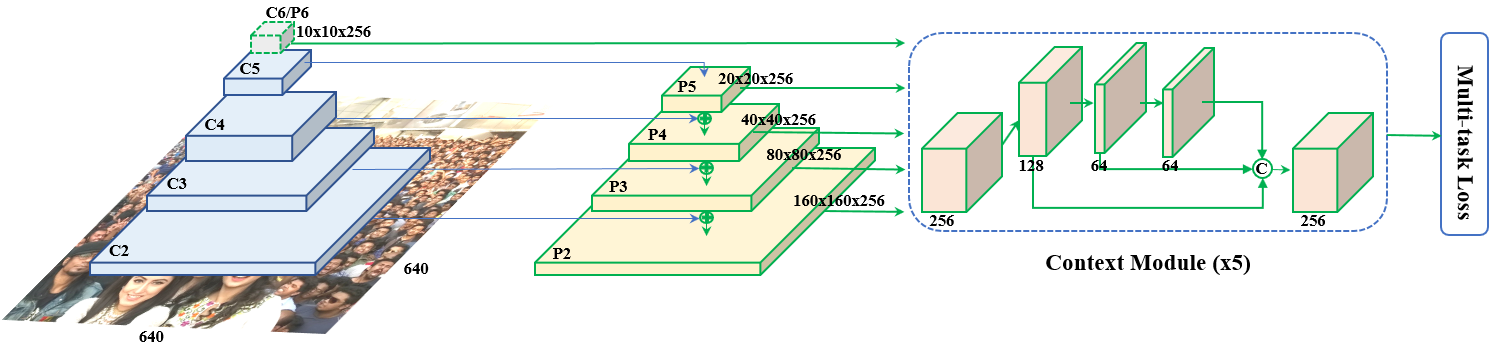 C6/P6
10x10x256
C5
C4
C3
C2
640
640
P5
20x20x256
P4
40x40x256
P3
80x80x256
P2
160x160x256
256
128
64
64
C
256
Context Module (x5)
Multi-task Loss